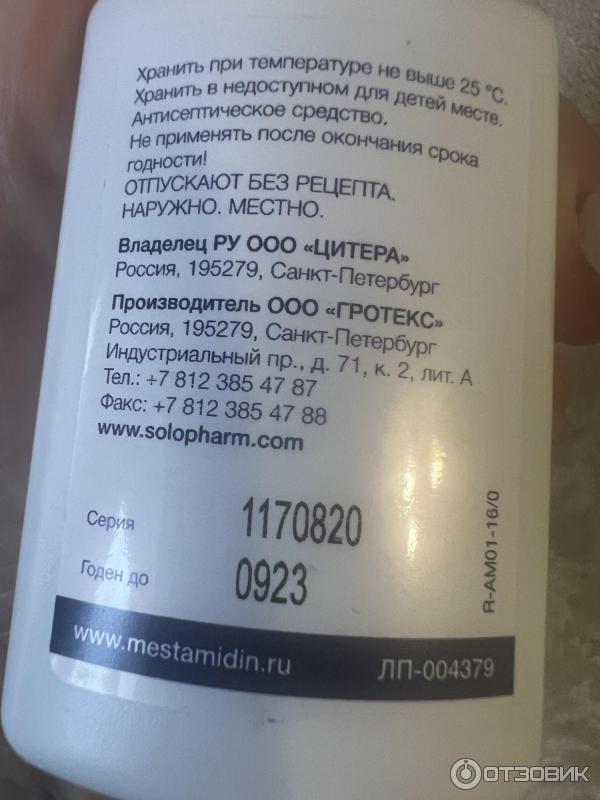 Хранить при температуре не выше 25 °С.
Хранить в недоступном для детей месте.
Антисептическое средство.
Не применять после окончания срока
годности!
ОТПУСКАЮТ БЕЗ РЕЦЕПТА.
НАРУЖНО. МЕСТНО.
Владелец РУ ООО «ЦИТЕРА»
Россия, 195279, Санкт-Петербург
Производитель ООО «ГРОТЕКС»
Россия, 195279, Санкт-Петербург
Индустриальный пр., д. 71, к. 2, лит. А
Тел.: +7 812 385 47 87
Факс: +7 812 385 47 88
www.solopharm.com
Серия 1170820
Годен до 0923
R-AM01-16/0
www.mestamidin.ru ЛП-004379
ОТЗОВИК